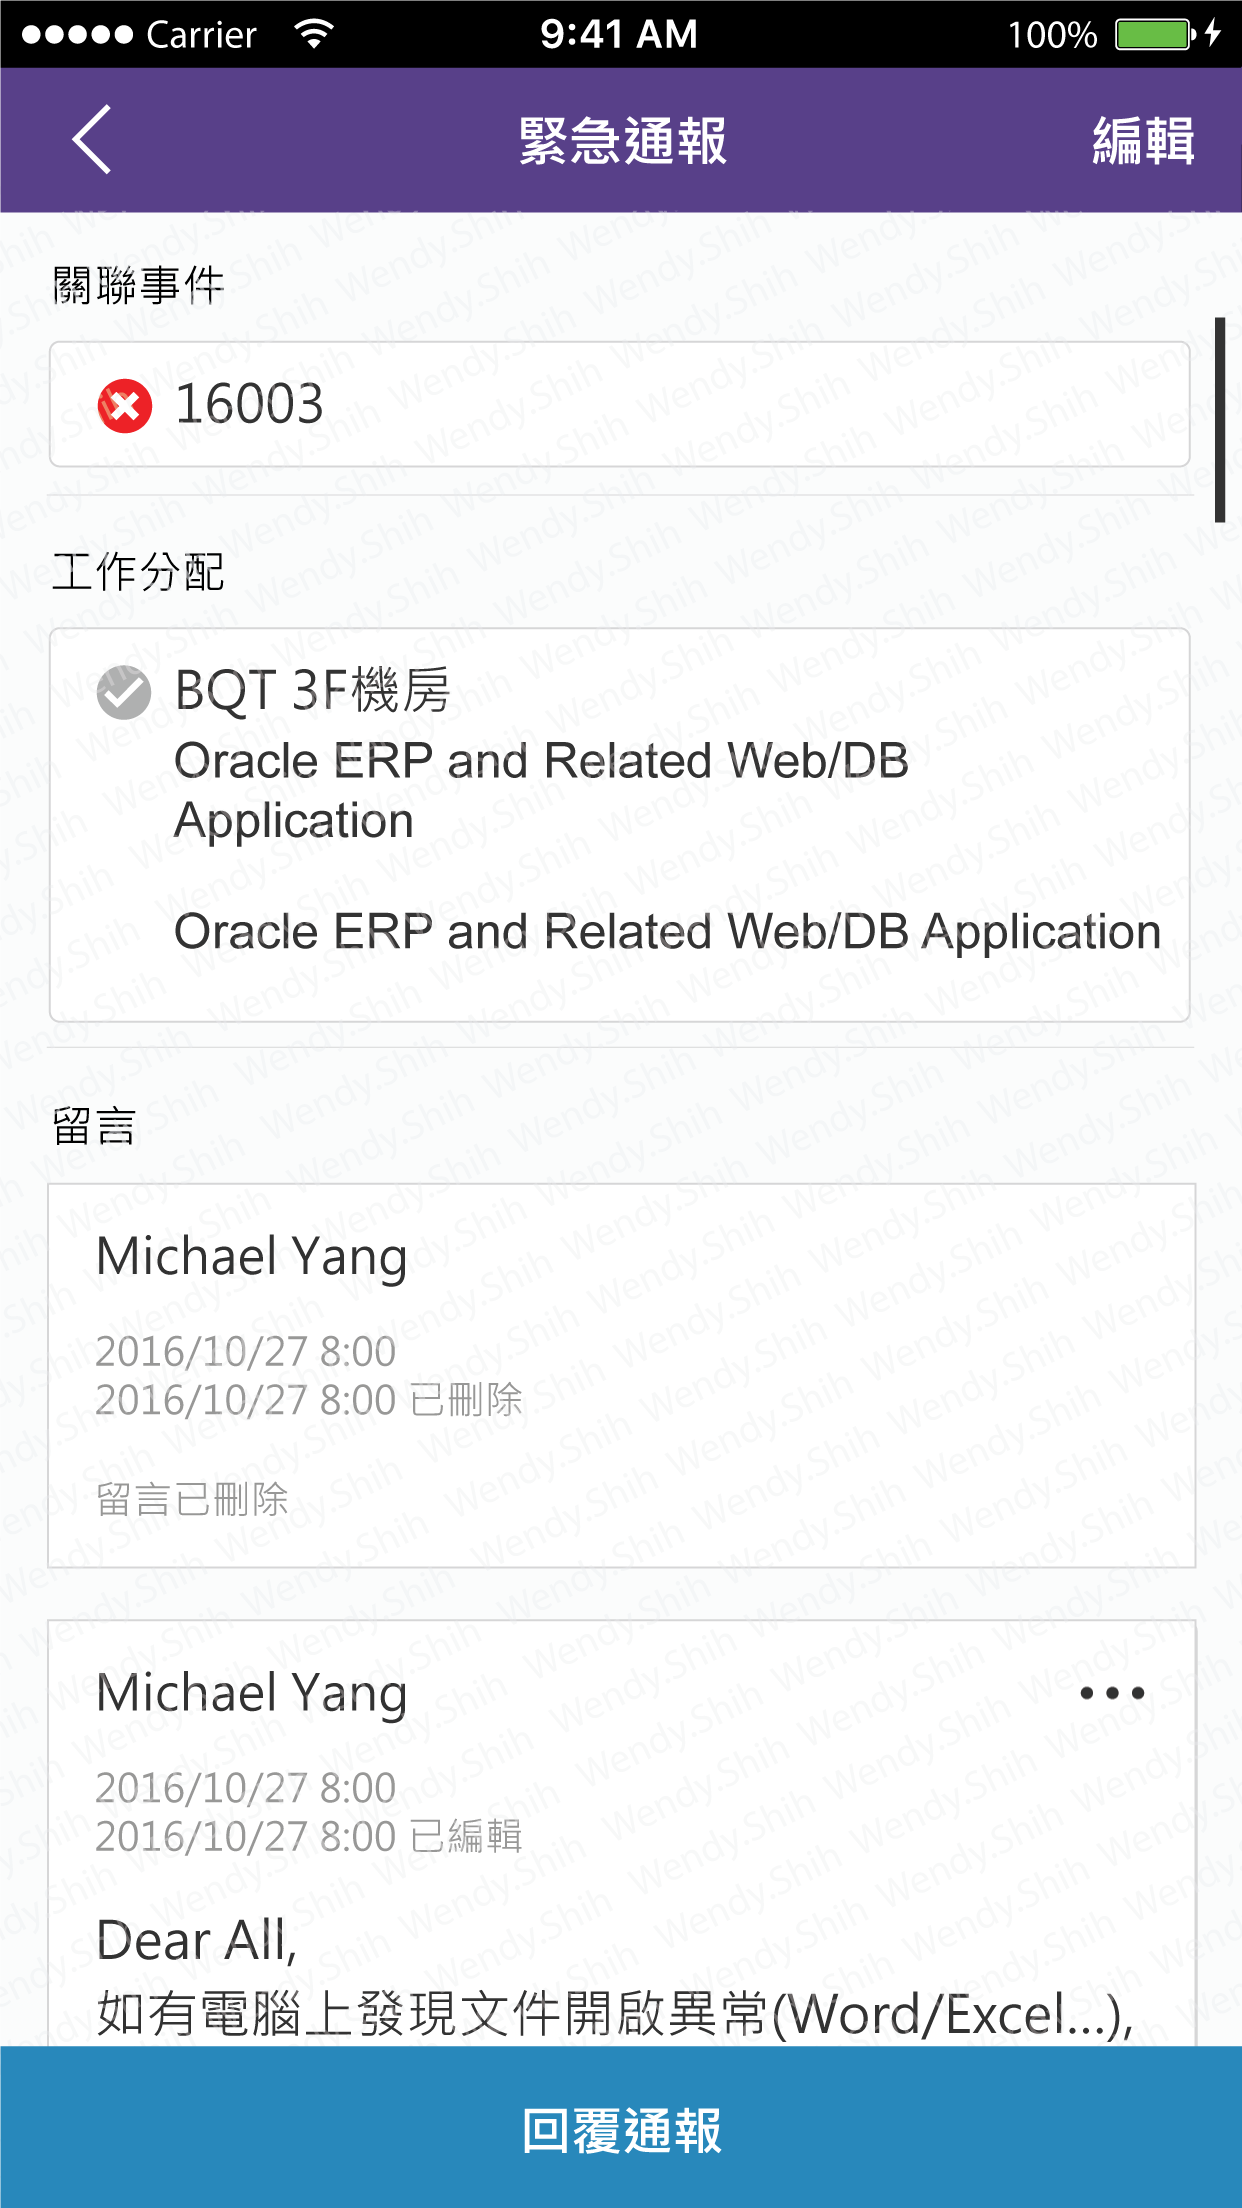 Carrier 9:41 AM 100%
緊急通報 編輯
關聯事件
16003
工作分配
BQT 3F機房
Oracle ERP and Related Web/DB
Application
Oracle ERP and Related Web/DB Application
留言
Michael Yang
2016/10/27 8:00
2016/10/27 8:00 已刪除
留言已刪除
Michael Yang
2016/10/27 8:00
2016/10/27 8:00 已編輯
Dear All,
如有電腦上發現文件開啟異常(Word/Excel...),
回覆通報
Wendy.Shih